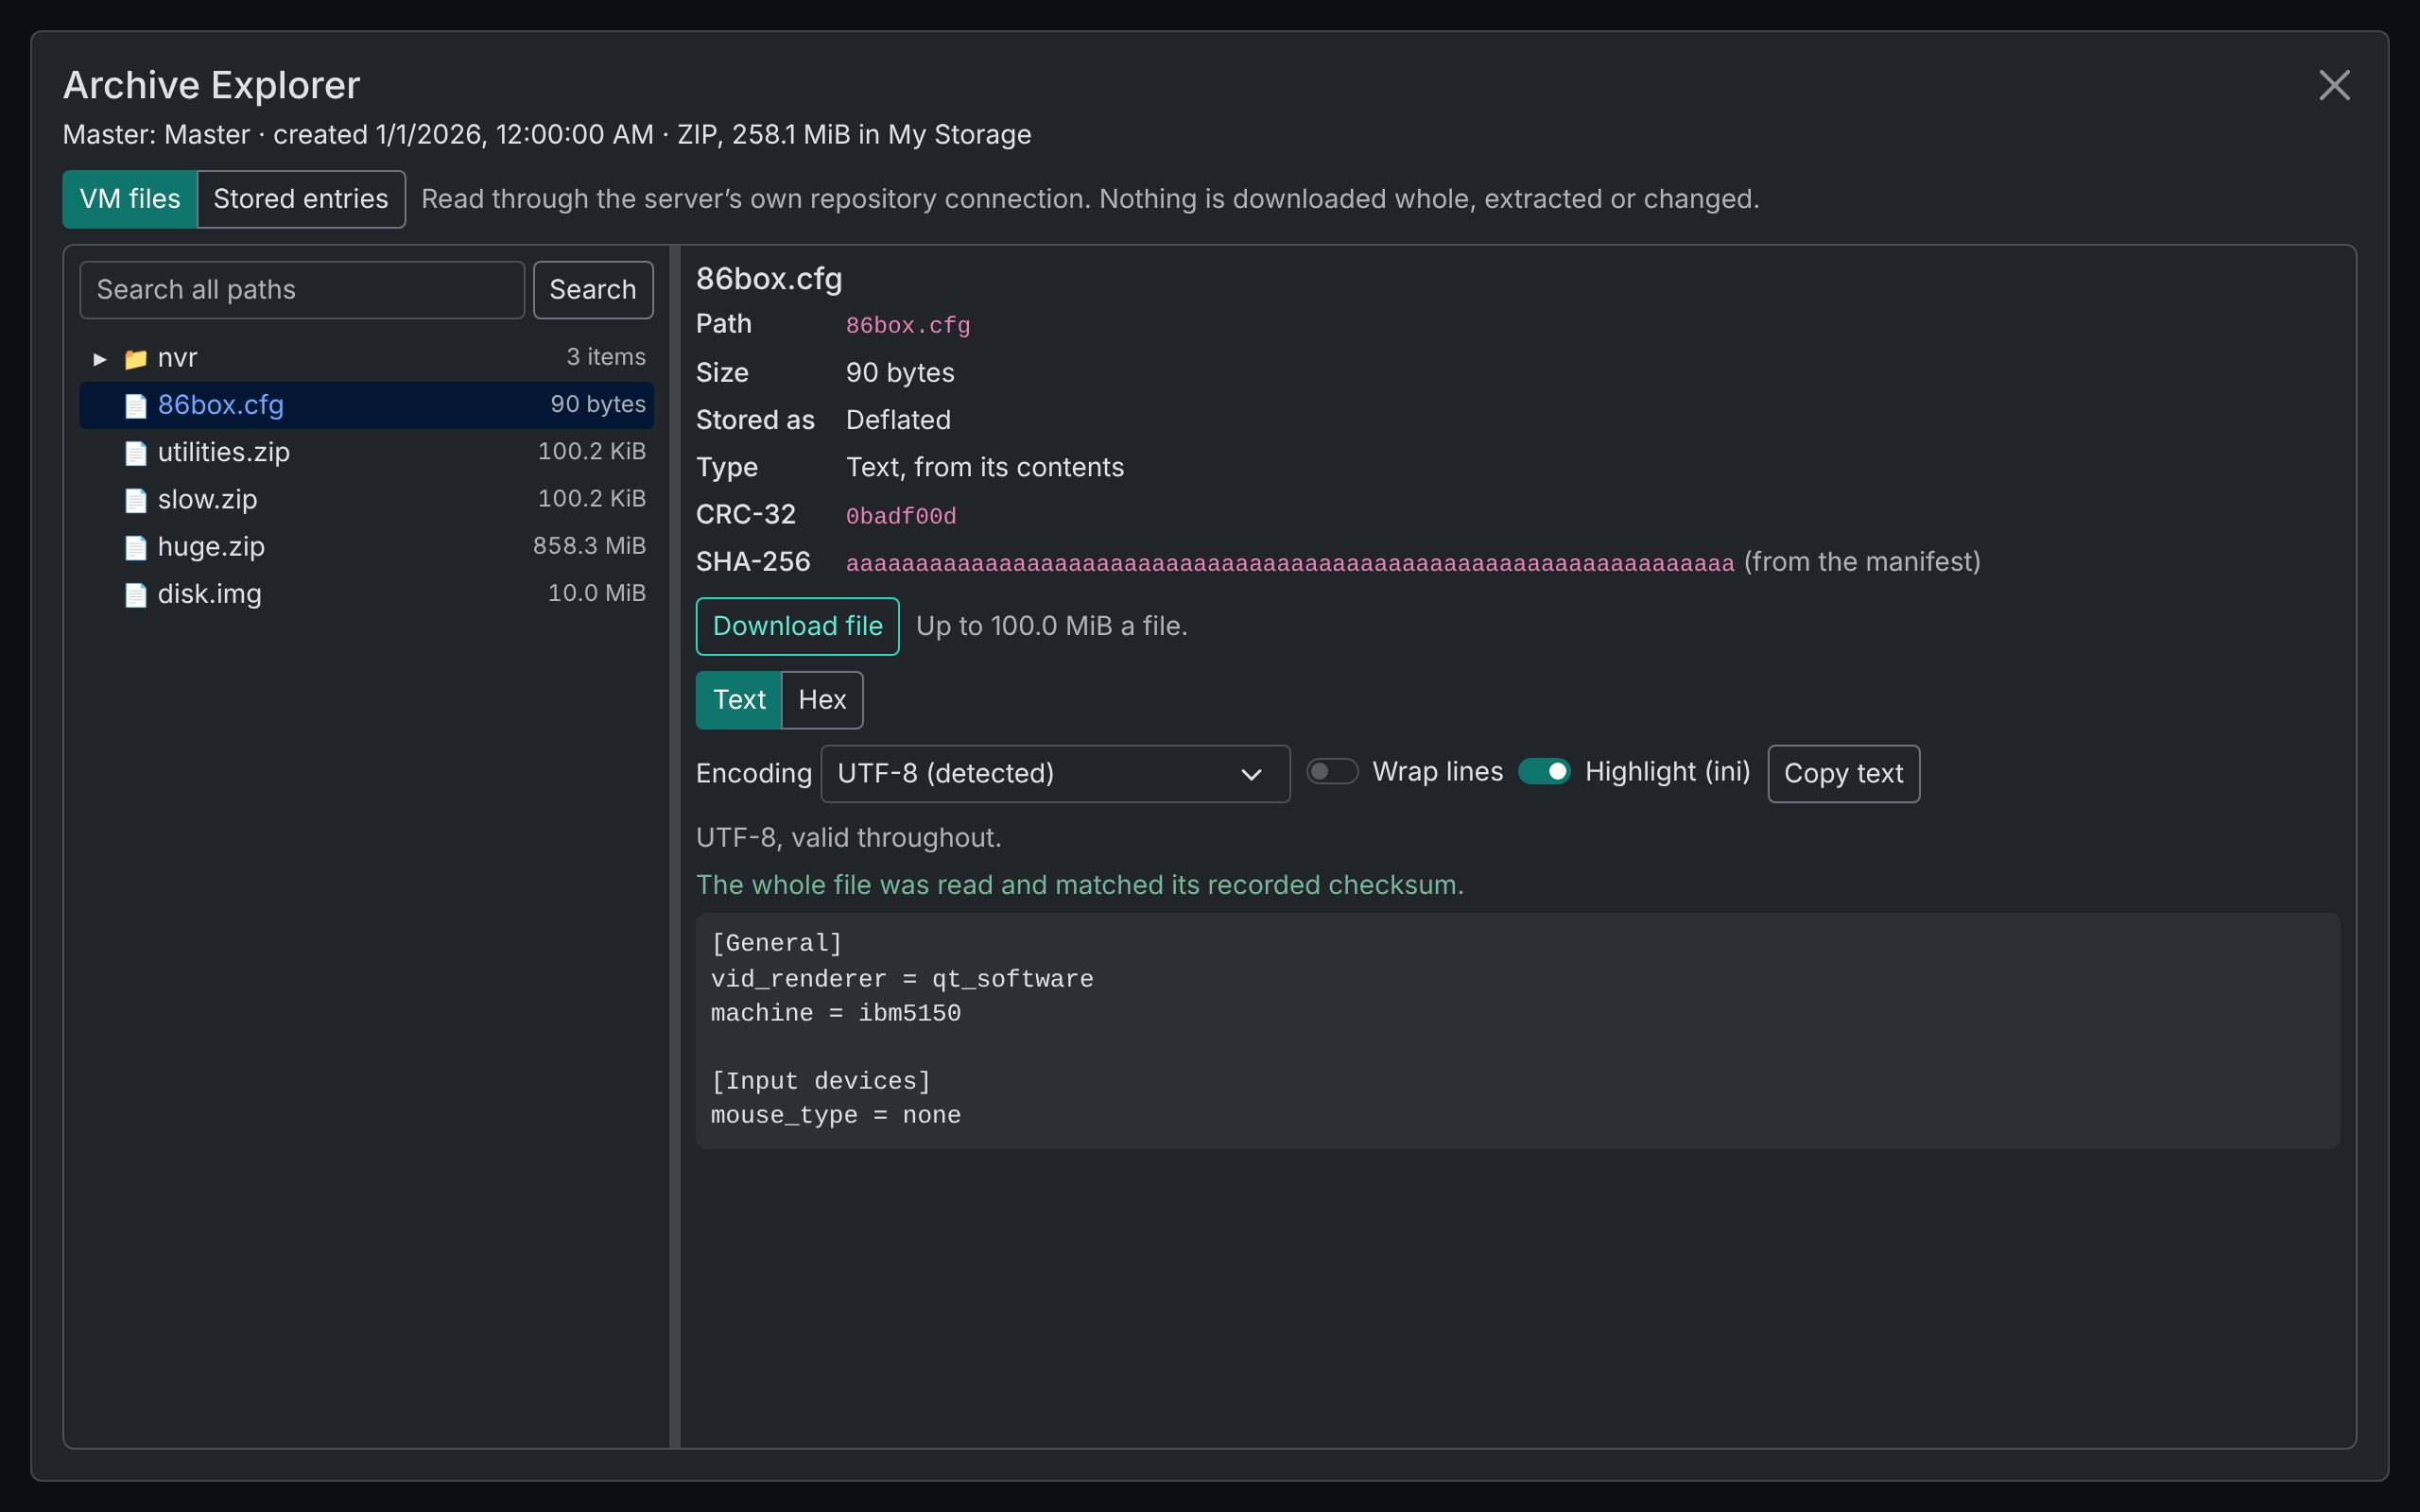 Archive Explorer
Master: Master · created 1/1/2026, 12:00:00 AM · ZIP, 258.1 MiB in My Storage
VM files Stored entries Read through the server’s own repository connection. Nothing is downloaded whole, extracted or changed.
Search all paths Search
nvr 3 items
86box.cfg 90 bytes
utilities.zip 100.2 KiB
slow.zip 100.2 KiB
huge.zip 858.3 MiB
disk.img 10.0 MiB
86box.cfg
Path 86box.cfg
Size 90 bytes
Stored as Deflated
Type Text, from its contents
CRC-32 0badf00d
SHA-256 aaaaaaaaaaaaaaaaaaaaaaaaaaaaaaaaaaaaaaaaaaaaaaaaaaaaaaaaaaaaaaaa (from the manifest)
Download file Up to 100.0 MiB a file.
Text Hex
Encoding UTF-8 (detected) Wrap lines Highlight (ini) Copy text
UTF-8, valid throughout.
The whole file was read and matched its recorded checksum.
[General]
vid_renderer = qt_software
machine = ibm5150
[Input devices]
mouse_type = none